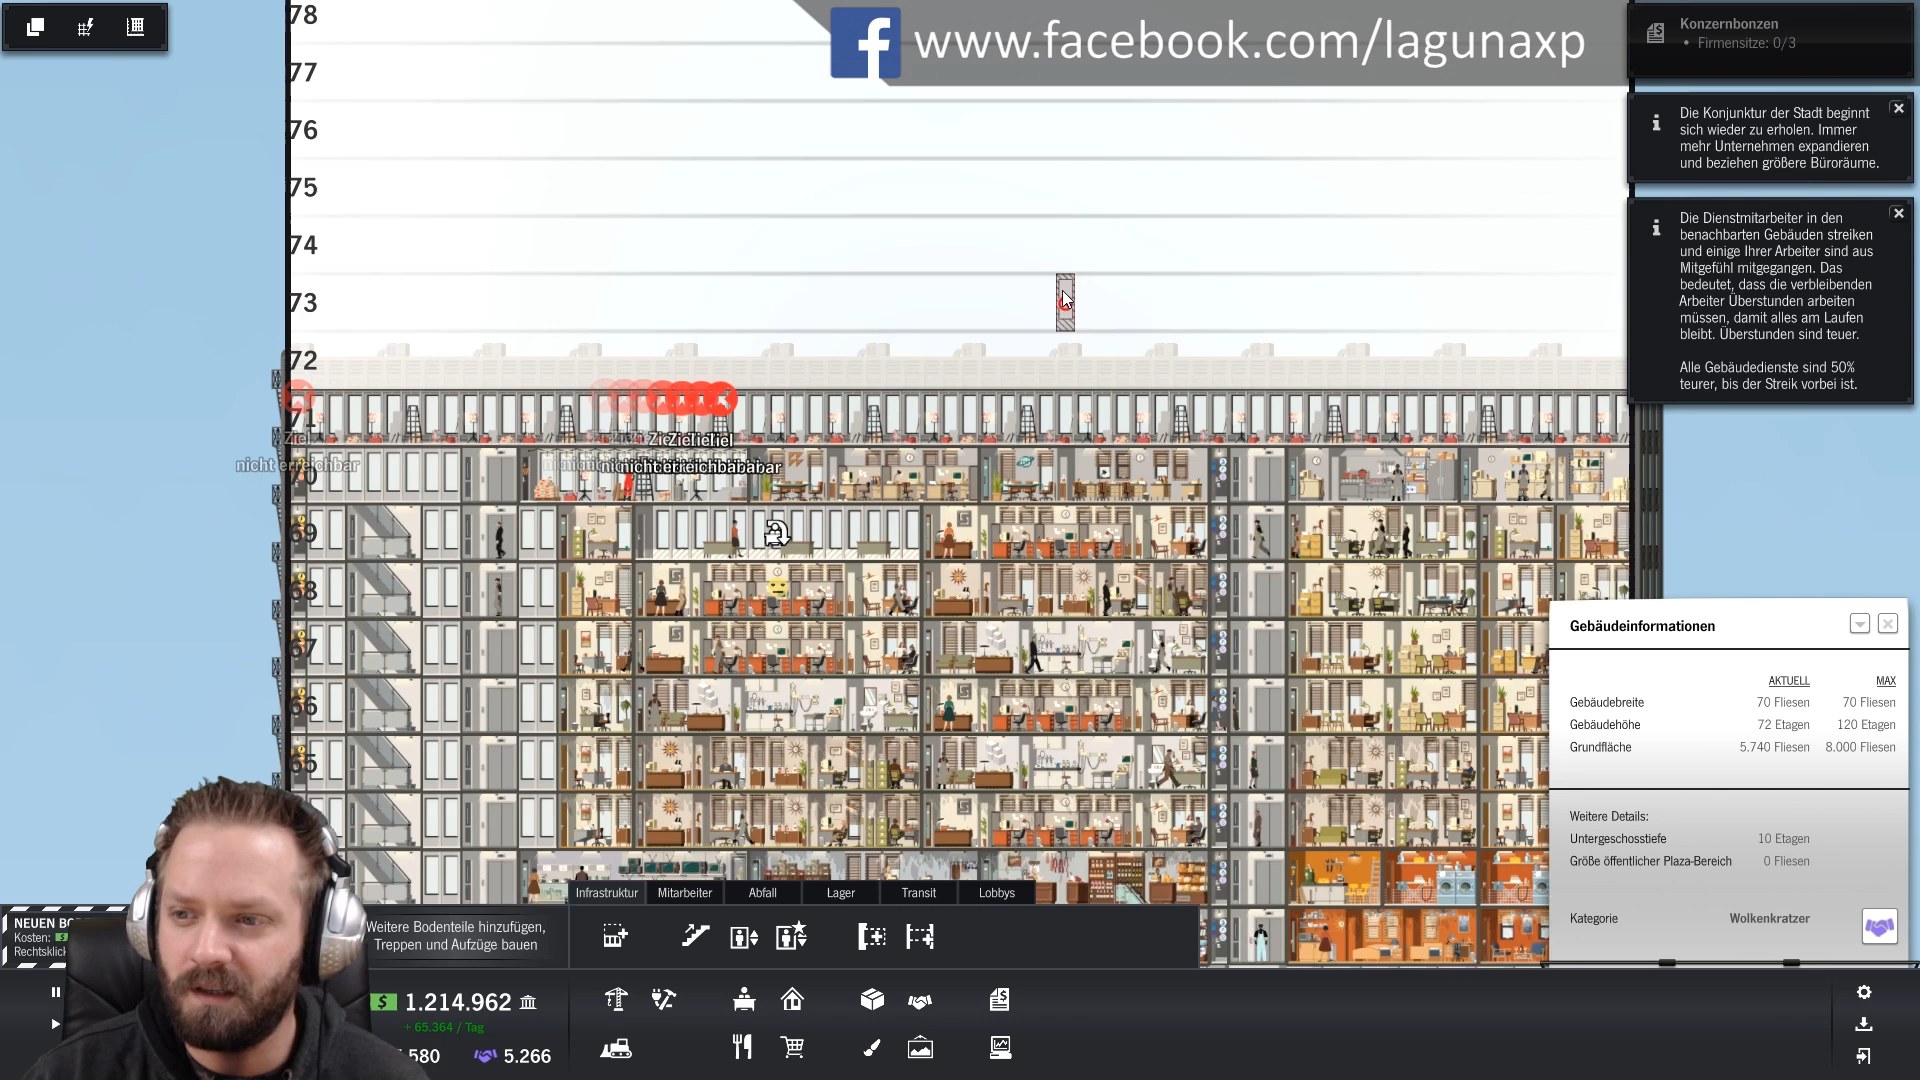 78
77
76
75
74
73
72
71
70
69
68
67
66
65
www.facebook.com/lagunaxp
Konzernbonzen
• Firmensitze: 0/3
Die Konjunktur der Stadt beginnt
sich wieder zu erholen. Immer
mehr Unternehmen expandieren
und beziehen größere Büroräume.
Die Dienstmitarbeiter in den
benachbarten Gebäuden streiken
und einige Ihrer Arbeiter sind aus
Mitgefühl mitgegangen. Das
bedeutet, dass die verbleibenden
Arbeiter Überstunden arbeiten
müssen, damit alles am Laufen
bleibt. Überstunden sind teuer.
Alle Gebäudedienste sind 50%
teurer, bis der Streik vorbei ist.
Ziel
nicht erreichbar
Gebäudeinformationen
AKTUELL MAX
Gebäudebreite 70 Fliesen 70 Fliesen
Gebäudehöhe 72 Etagen 120 Etagen
Grundfläche 5.740 Fliesen 8.000 Fliesen
Weitere Details:
Untergeschosstiefe 10 Etagen
Größe öffentlicher Plaza-Bereich 0 Fliesen
Kategorie Wolkenkratzer
Infrastruktur Mitarbeiter Abfall Lager Transit Lobbys
NEUEN
Kosten:
Weitere Bodenteile hinzufügen,
Treppen und Aufzüge bauen
$ 1.214.962
+ 65.364 / Tag
580 5.266